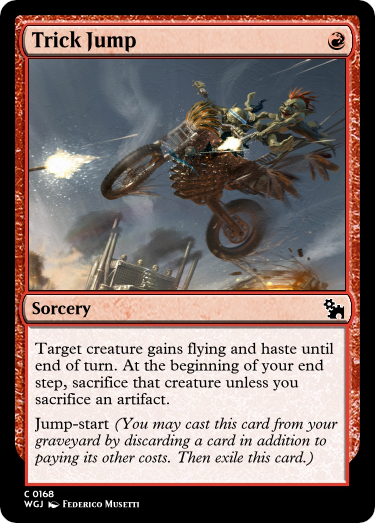 Trick Jump
Sorcery
Target creature gains flying and haste until
end of turn. At the beginning of your end
step, sacrifice that creature unless you
sacrifice an artifact.
Jump-start (You may cast this card from your
graveyard by discarding a card in addition to
paying its other costs. Then exile this card.)
C 0168
WGJ Federico Musetti